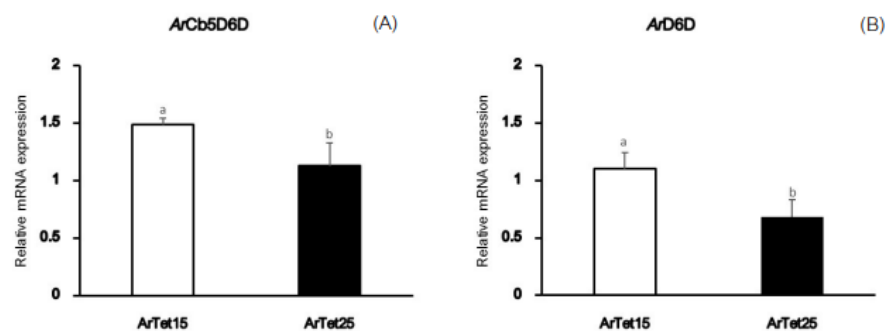 ArCb5D6D (A)
Relative mRNA expression
2
1.5
1
0.5
0
a
b
ArTet15 ArTet25
ArD6D (B)
Relative mRNA expression
2
1.5
1
0.5
0
a
b
ArTet15 ArTet25